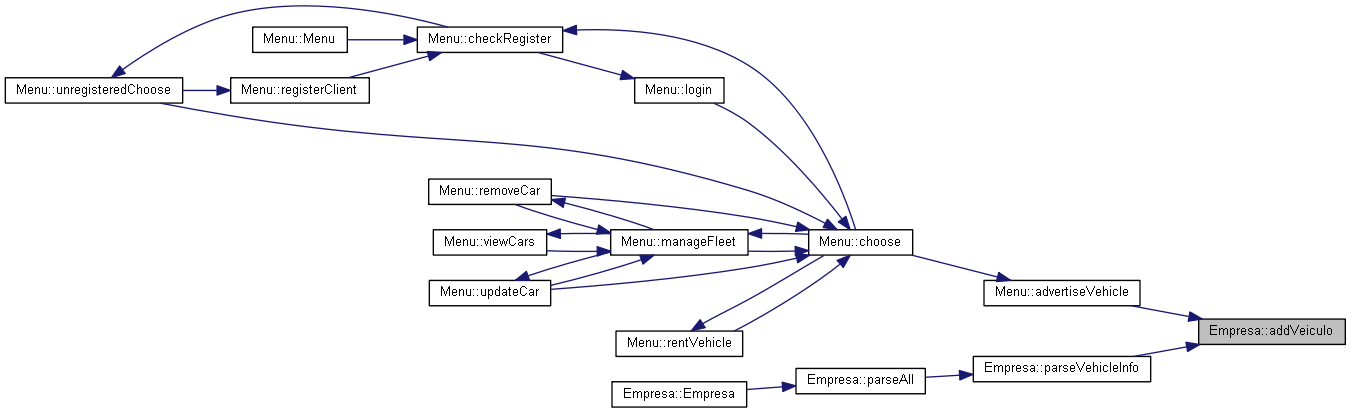 Menu::Menu
Menu::checkRegister
Menu::unregisteredChoose
Menu::registerClient
Menu::login
Menu::removeCar
Menu::viewCars
Menu::manageFleet
Menu::choose
Menu::updateCar
Menu::advertiseVehicle
Menu::rentVehicle
Empresa::addVeiculo
Empresa::parseVehicleInfo
Empresa::parseAll
Empresa::Empresa